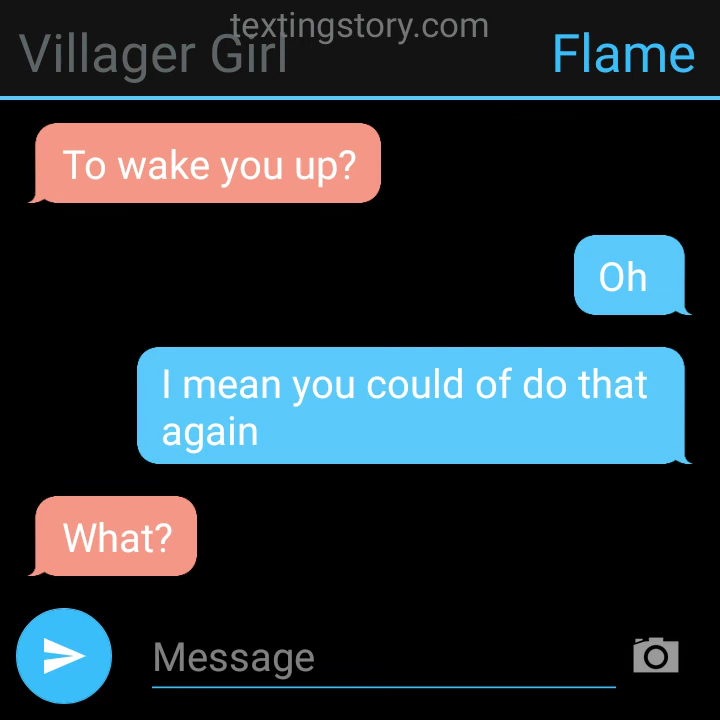 textingstory.com
Villager Girl
Flame
To wake you up?
Oh
I mean you could of do that
again
What?
Message